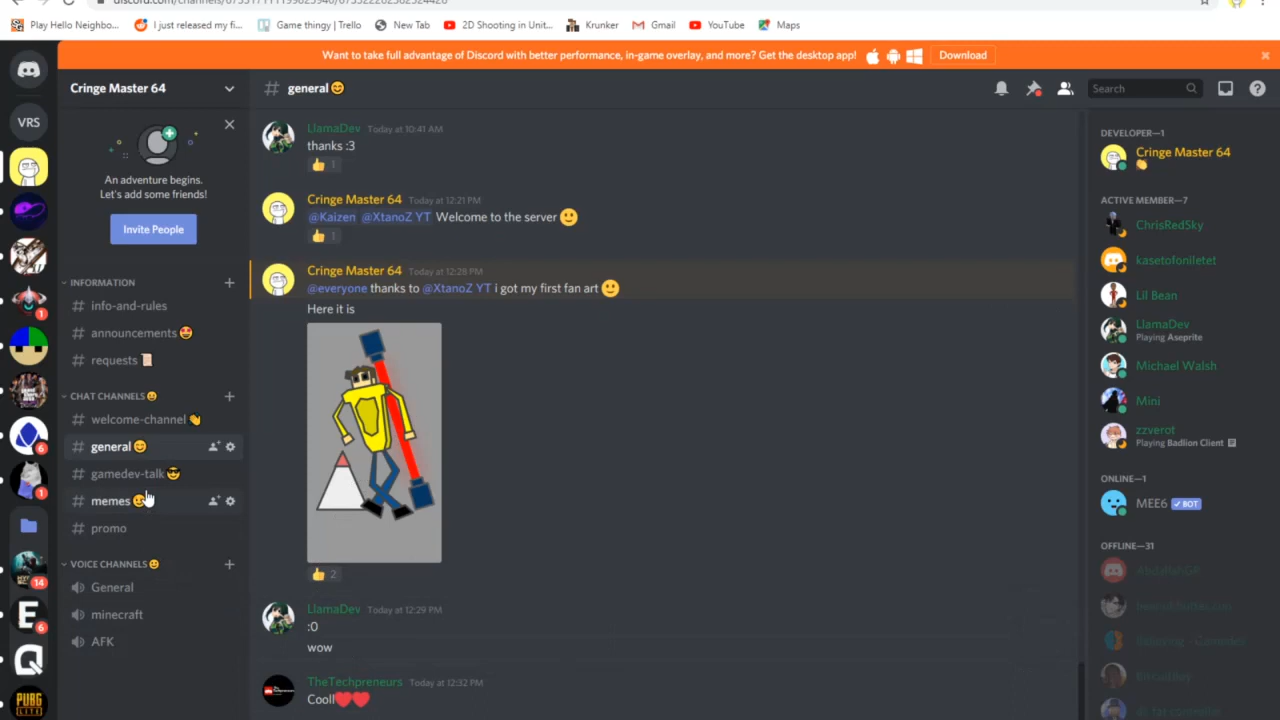 Play Hello Neighbo...
I just released my fi...
Game thingy | Trello
New Tab
2D Shooting in Unit...
Krunker
Gmail
YouTube
Maps
Want to take full advantage of Discord with better performance, in-game overlay, and more? Get the desktop app!
Download
Cringe Master 64
general😊
Search
VRS
An adventure begins.
Let's add some friends!
Invite People
INFORMATION
# info-and-rules
# announcements 🤩
# requests 📜
CHAT CHANNELS😃
# welcome-channel 👏
# general 😊
# gamedev-talk 😎
# memes
# promo
VOICE CHANNELS😃
General
minecraft
AFK
1
6
1
14
6
PUBG
LITE
LlamaDev Today at 10:41 AM
thanks :3
👍 1
Cringe Master 64 Today at 12:21 PM
@Kaizen @XtanoZ YT Welcome to the server 🙂
👍 1
Cringe Master 64 Today at 12:28 PM
@everyone thanks to @XtanoZ YT i got my first fan art 🙂
Here it is
👍 2
LlamaDev Today at 12:29 PM
:0
wow
TheTechpreneurs Today at 12:32 PM
Cool!❤️❤️
DEVELOPER—1
Cringe Master 64
👏
ACTIVE MEMBER—7
ChrisRedSky
kasetofoniletet
Lil Bean
LlamaDev
Playing Aseprite
Michael Walsh
Mini
zzverot
Playing Badlion Client
ONLINE—1
MEE6 ✓ BOT
OFFLINE—31